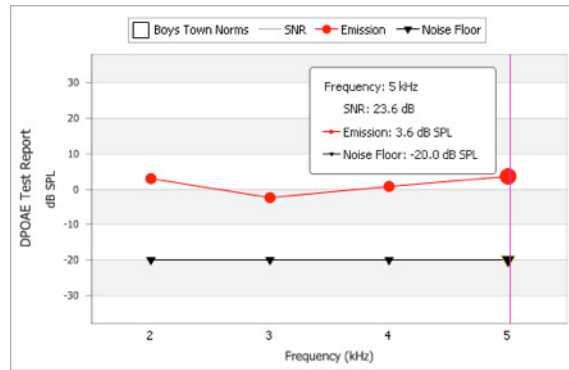 Boys Town Norms SNR Emission Noise Floor
Frequency: 5 kHz
SNR: 23.6 dB
Emission: 3.6 dB SPL
Noise Floor: -20.0 dB SPL
DPOAE Test Report
dB SPL
30
20
10
0
-10
-20
-30
2 3 4 5
Frequency (kHz)